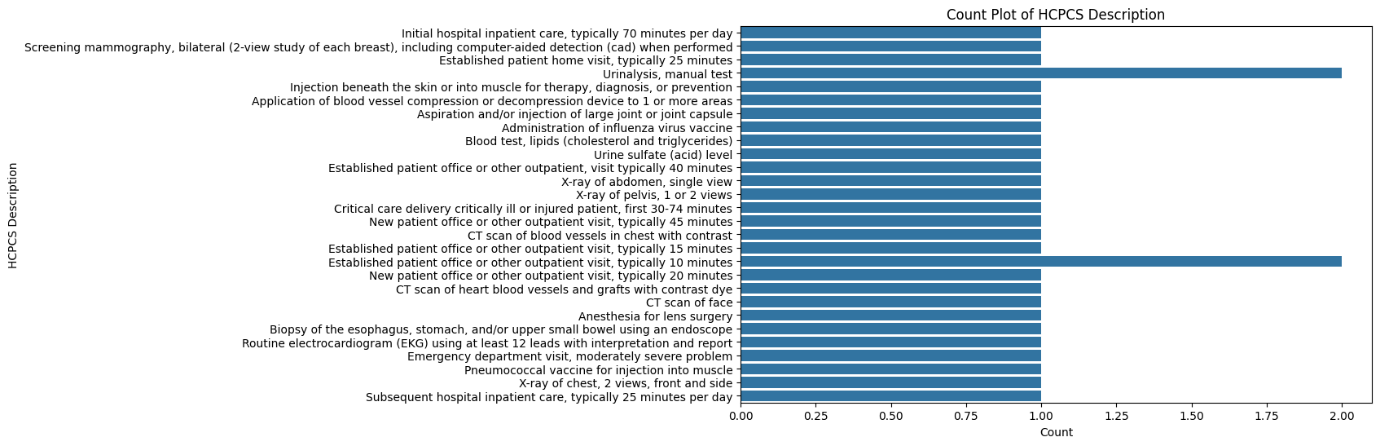 Count Plot of HCPCS Description
Initial hospital inpatient care, typically 70 minutes per day
Screening mammography, bilateral (2-view study of each breast), including computer-aided detection (cad) when performed
Established patient home visit, typically 25 minutes
Urinalysis, manual test
Injection beneath the skin or into muscle for therapy, diagnosis, or prevention
Application of blood vessel compression or decompression device to 1 or more areas
Aspiration and/or injection of large joint or joint capsule
Administration of influenza virus vaccine
Blood test, lipids (cholesterol and triglycerides)
Urine sulfate (acid) level
Established patient office or other outpatient, visit typically 40 minutes
X-ray of abdomen, single view
X-ray of pelvis, 1 or 2 views
Critical care delivery critically ill or injured patient, first 30-74 minutes
New patient office or other outpatient visit, typically 45 minutes
CT scan of blood vessels in chest with contrast
Established patient office or other outpatient visit, typically 15 minutes
Established patient office or other outpatient visit, typically 10 minutes
New patient office or other outpatient visit, typically 20 minutes
CT scan of heart blood vessels and grafts with contrast dye
CT scan of face
Anesthesia for lens surgery
Biopsy of the esophagus, stomach, and/or upper small bowel using an endoscope
Routine electrocardiogram (EKG) using at least 12 leads with interpretation and report
Emergency department visit, moderately severe problem
Pneumococcal vaccine for injection into muscle
X-ray of chest, 2 views, front and side
Subsequent hospital inpatient care, typically 25 minutes per day
HCPCS Description
0.00 0.25 0.50 0.75 1.00 1.25 1.50 1.75 2.00
Count